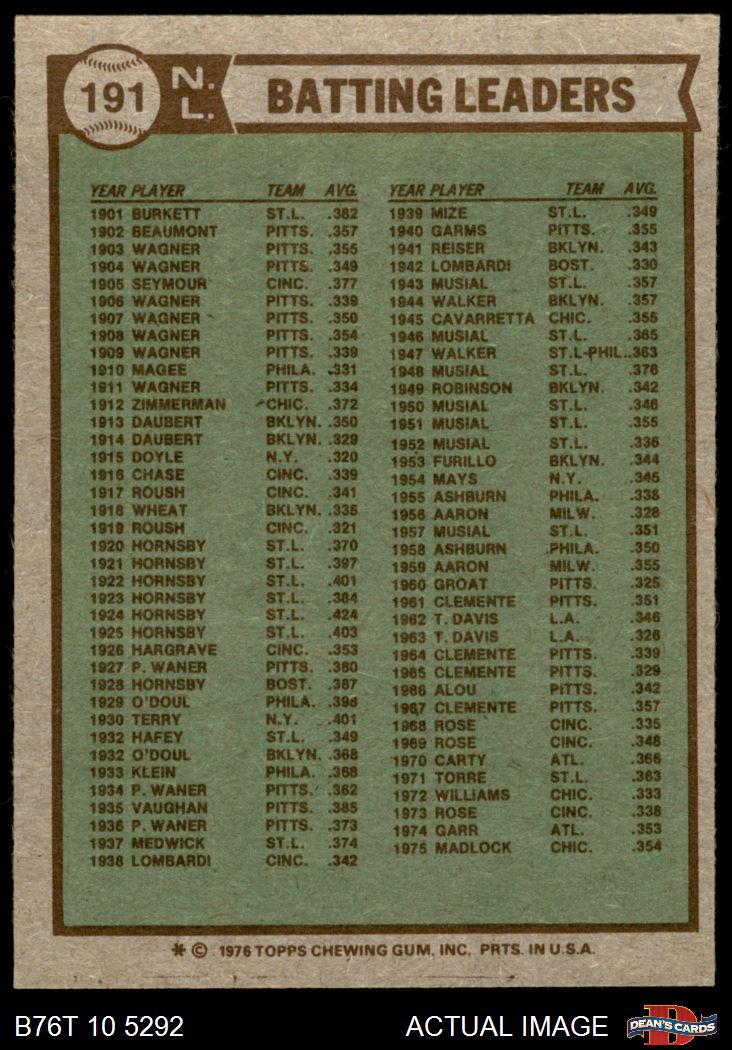 191 N.L. BATTING LEADERS
YEAR PLAYER TEAM AVG.
1901 BURKETT ST.L. .382
1902 BEAUMONT PITTS. .357
1903 WAGNER PITTS. .355
1904 WAGNER PITTS. .349
1905 SEYMOUR CINC. .377
1906 WAGNER PITTS. .339
1907 WAGNER PITTS. .350
1908 WAGNER PITTS. .354
1909 WAGNER PITTS. .339
1910 MAGEE PHILA. .331
1911 WAGNER PITTS. .334
1912 ZIMMERMAN CHIC. .372
1913 DAUBERT BKLYN. .350
1914 DAUBERT BKLYN. .329
1915 DOYLE N.Y. .320
1916 CHASE CINC. .339
1917 ROUSH CINC. .341
1918 WHEAT BKLYN. .335
1919 ROUSH CINC. .321
1920 HORNSBY ST.L. .370
1921 HORNSBY ST.L. .397
1922 HORNSBY ST.L. .401
1923 HORNSBY ST.L. .384
1924 HORNSBY ST.L. .424
1925 HORNSBY ST.L. .403
1926 HARGRAVE CINC. .353
1927 P. WANER PITTS. .380
1928 HORNSBY BOST. .387
1929 O'DOUL PHILA. .398
1930 TERRY N.Y. .401
1932 HAFEY ST.L. .349
1932 O'DOUL BKLYN. .368
1933 KLEIN PHILA. .368
1934 P. WANER PITTS. .362
1935 VAUGHAN PITTS. .385
1936 P. WANER PITTS. .373
1937 MEDWICK ST.L. .374
1938 LOMBARDI CINC. .342
YEAR PLAYER TEAM AVG.
1939 MIZE ST.L. .349
1940 GARMS PITTS. .355
1941 REISER BKLYN. .343
1942 LOMBARDI BOST. .330
1943 MUSIAL ST.L. .357
1944 WALKER BKLYN. .357
1945 CAVARRETTA CHIC. .355
1946 MUSIAL ST.L. .365
1947 WALKER ST.L-PHIL..363
1948 MUSIAL ST.L. .376
1949 ROBINSON BKLYN. .342
1950 MUSIAL ST.L. .346
1951 MUSIAL ST.L. .355
1952 MUSIAL ST.L. .336
1953 FURILLO BKLYN. .344
1954 MAYS N.Y. .345
1955 ASHBURN PHILA. .338
1956 AARON MILW. .328
1957 MUSIAL ST.L. .351
1958 ASHBURN PHILA. .350
1959 AARON MILW. .355
1960 GROAT PITTS. .325
1961 CLEMENTE PITTS. .351
1962 T. DAVIS L.A. .346
1963 T. DAVIS L.A. .326
1964 CLEMENTE PITTS. .339
1965 CLEMENTE PITTS. .329
1966 ALOU PITTS. .342
1967 CLEMENTE PITTS. .357
1968 ROSE CINC. .335
1969 ROSE CINC. .348
1970 CARTY ATL. .366
1971 TORRE ST.L. .363
1972 WILLIAMS CHIC. .333
1973 ROSE CINC. .338
1974 GARR ATL. .353
1975 MADLOCK CHIC. .354
* © 1976 TOPPS CHEWING GUM, INC. PRTS. IN U.S.A.
B76T 10 5292 ACTUAL IMAGE D DEAN'S CARDS